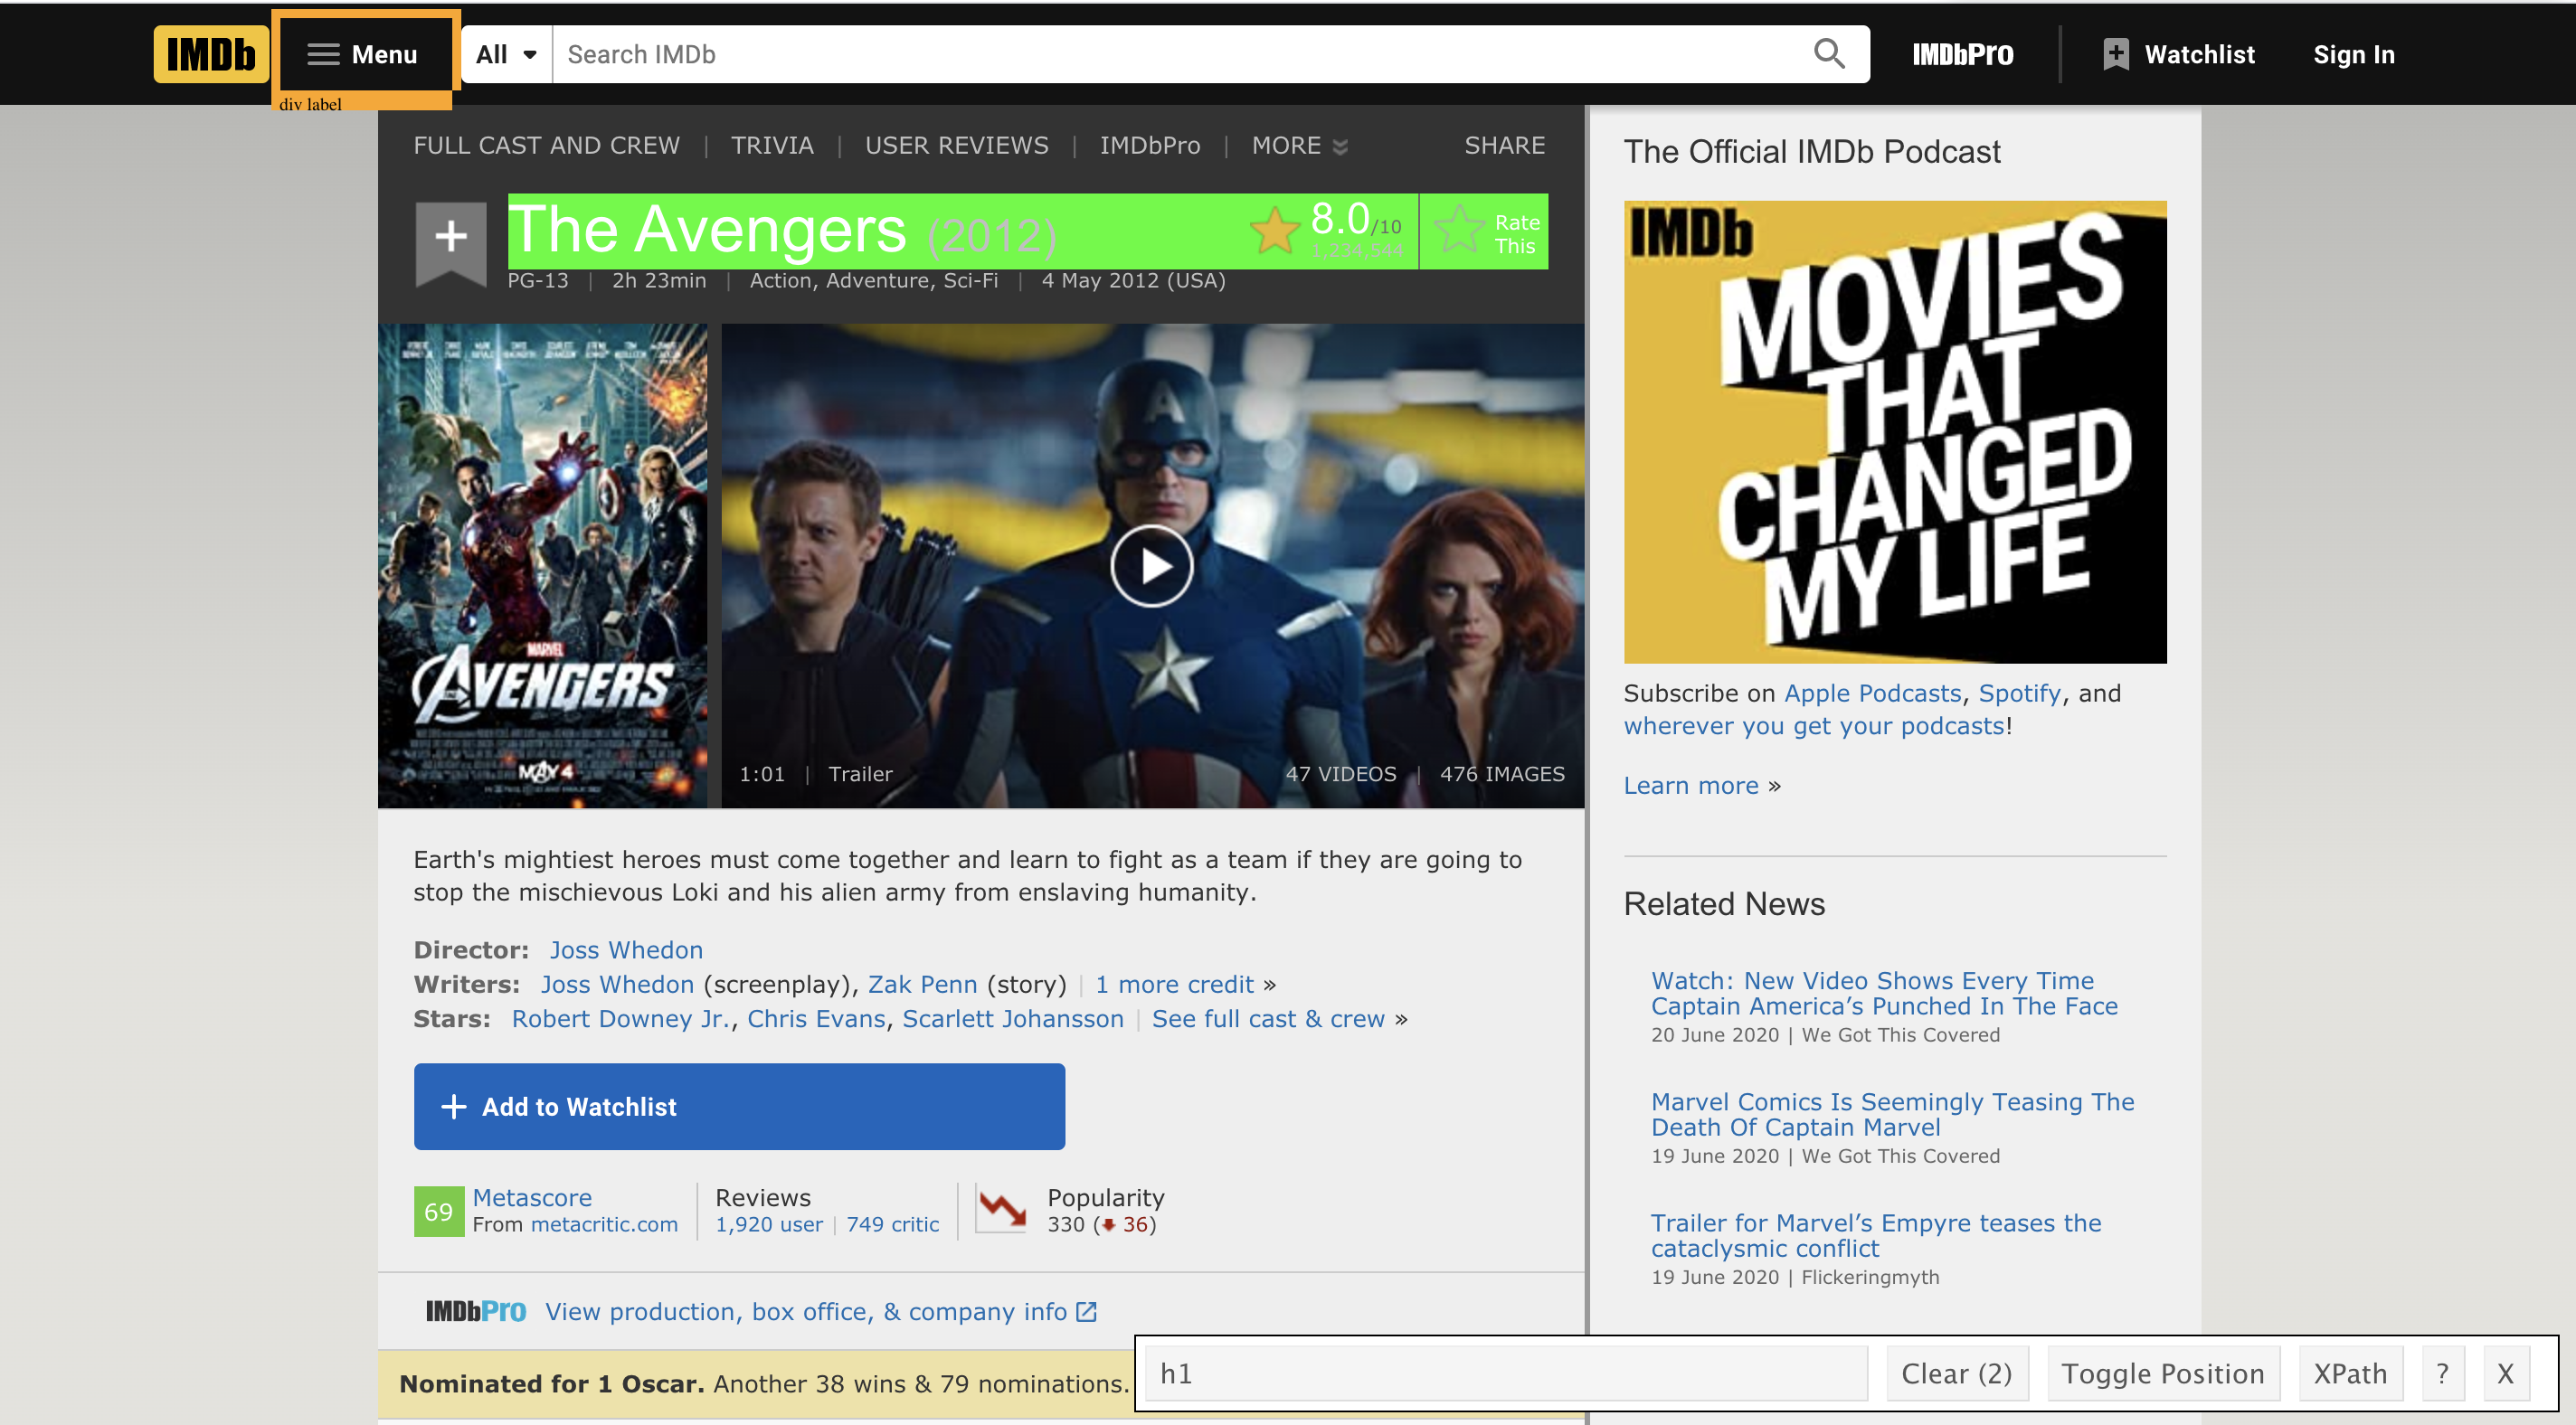 IMDb Menu All Search IMDb IMDbPro Watchlist Sign In
div label
FULL CAST AND CREW | TRIVIA | USER REVIEWS | IMDbPro | MORE SHARE
The Avengers (2012) 8.0/10 Rate This
1,234,544
PG-13 | 2h 23min | Action, Adventure, Sci-Fi | 4 May 2012 (USA)
MARVEL
AVENGERS
MAY 4
A
1:01 | Trailer 47 VIDEOS | 476 IMAGES
Earth's mightiest heroes must come together and learn to fight as a team if they are going to
stop the mischievous Loki and his alien army from enslaving humanity.
Director: Joss Whedon
Writers: Joss Whedon (screenplay), Zak Penn (story) | 1 more credit »
Stars: Robert Downey Jr., Chris Evans, Scarlett Johansson | See full cast & crew »
+ Add to Watchlist
69 Metascore
From metacritic.com
Reviews
1,920 user | 749 critic
Popularity
330 (36)
IMDbPro View production, box office, & company info
Nominated for 1 Oscar. Another 38 wins & 79 nominations.
The Official IMDb Podcast
IMDb
MOVIES
THAT
CHANGED
MY LIFE
Subscribe on Apple Podcasts, Spotify, and
wherever you get your podcasts!
Learn more »
Related News
Watch: New Video Shows Every Time
Captain America’s Punched In The Face
20 June 2020 | We Got This Covered
Marvel Comics Is Seemingly Teasing The
Death Of Captain Marvel
19 June 2020 | We Got This Covered
Trailer for Marvel’s Empyre teases the
cataclysmic conflict
19 June 2020 | Flickeringmyth
h1 Clear (2) Toggle Position XPath ? X